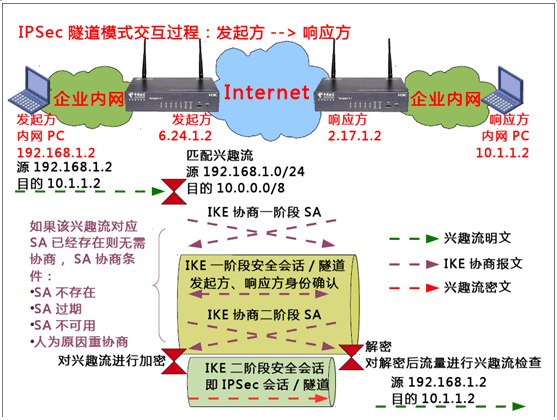 IPSec 隧道模式交互过程：发起方 --> 响应方
企业内网
Internet
企业内网
发起方
内网 PC
192.168.1.2
发起方
6.24.1.2
响应方
2.17.1.2
响应方
内网 PC
10.1.1.2
源 192.168.1.2
目的 10.1.1.2
匹配兴趣流
源 192.168.1.0/24
目的 10.0.0.0/8
IKE 协商一阶段 SA
如果该兴趣流对应
SA 已经存在则无需
协商，SA 协商条
件：
•SA 不存在
•SA 过期
•SA 不可用
•人为原因重协商
兴趣流明文
IKE 协商报文
兴趣流密文
IKE 一阶段安全会话 / 隧道
发起方、响应方身份确认
IKE 协商二阶段 SA
对兴趣流进行加密
解密
对解密后流量进行兴趣流检查
IKE 二阶段安全会话
即 IPSec 会话 / 隧道
源 192.168.1.2
目的 10.1.1.2